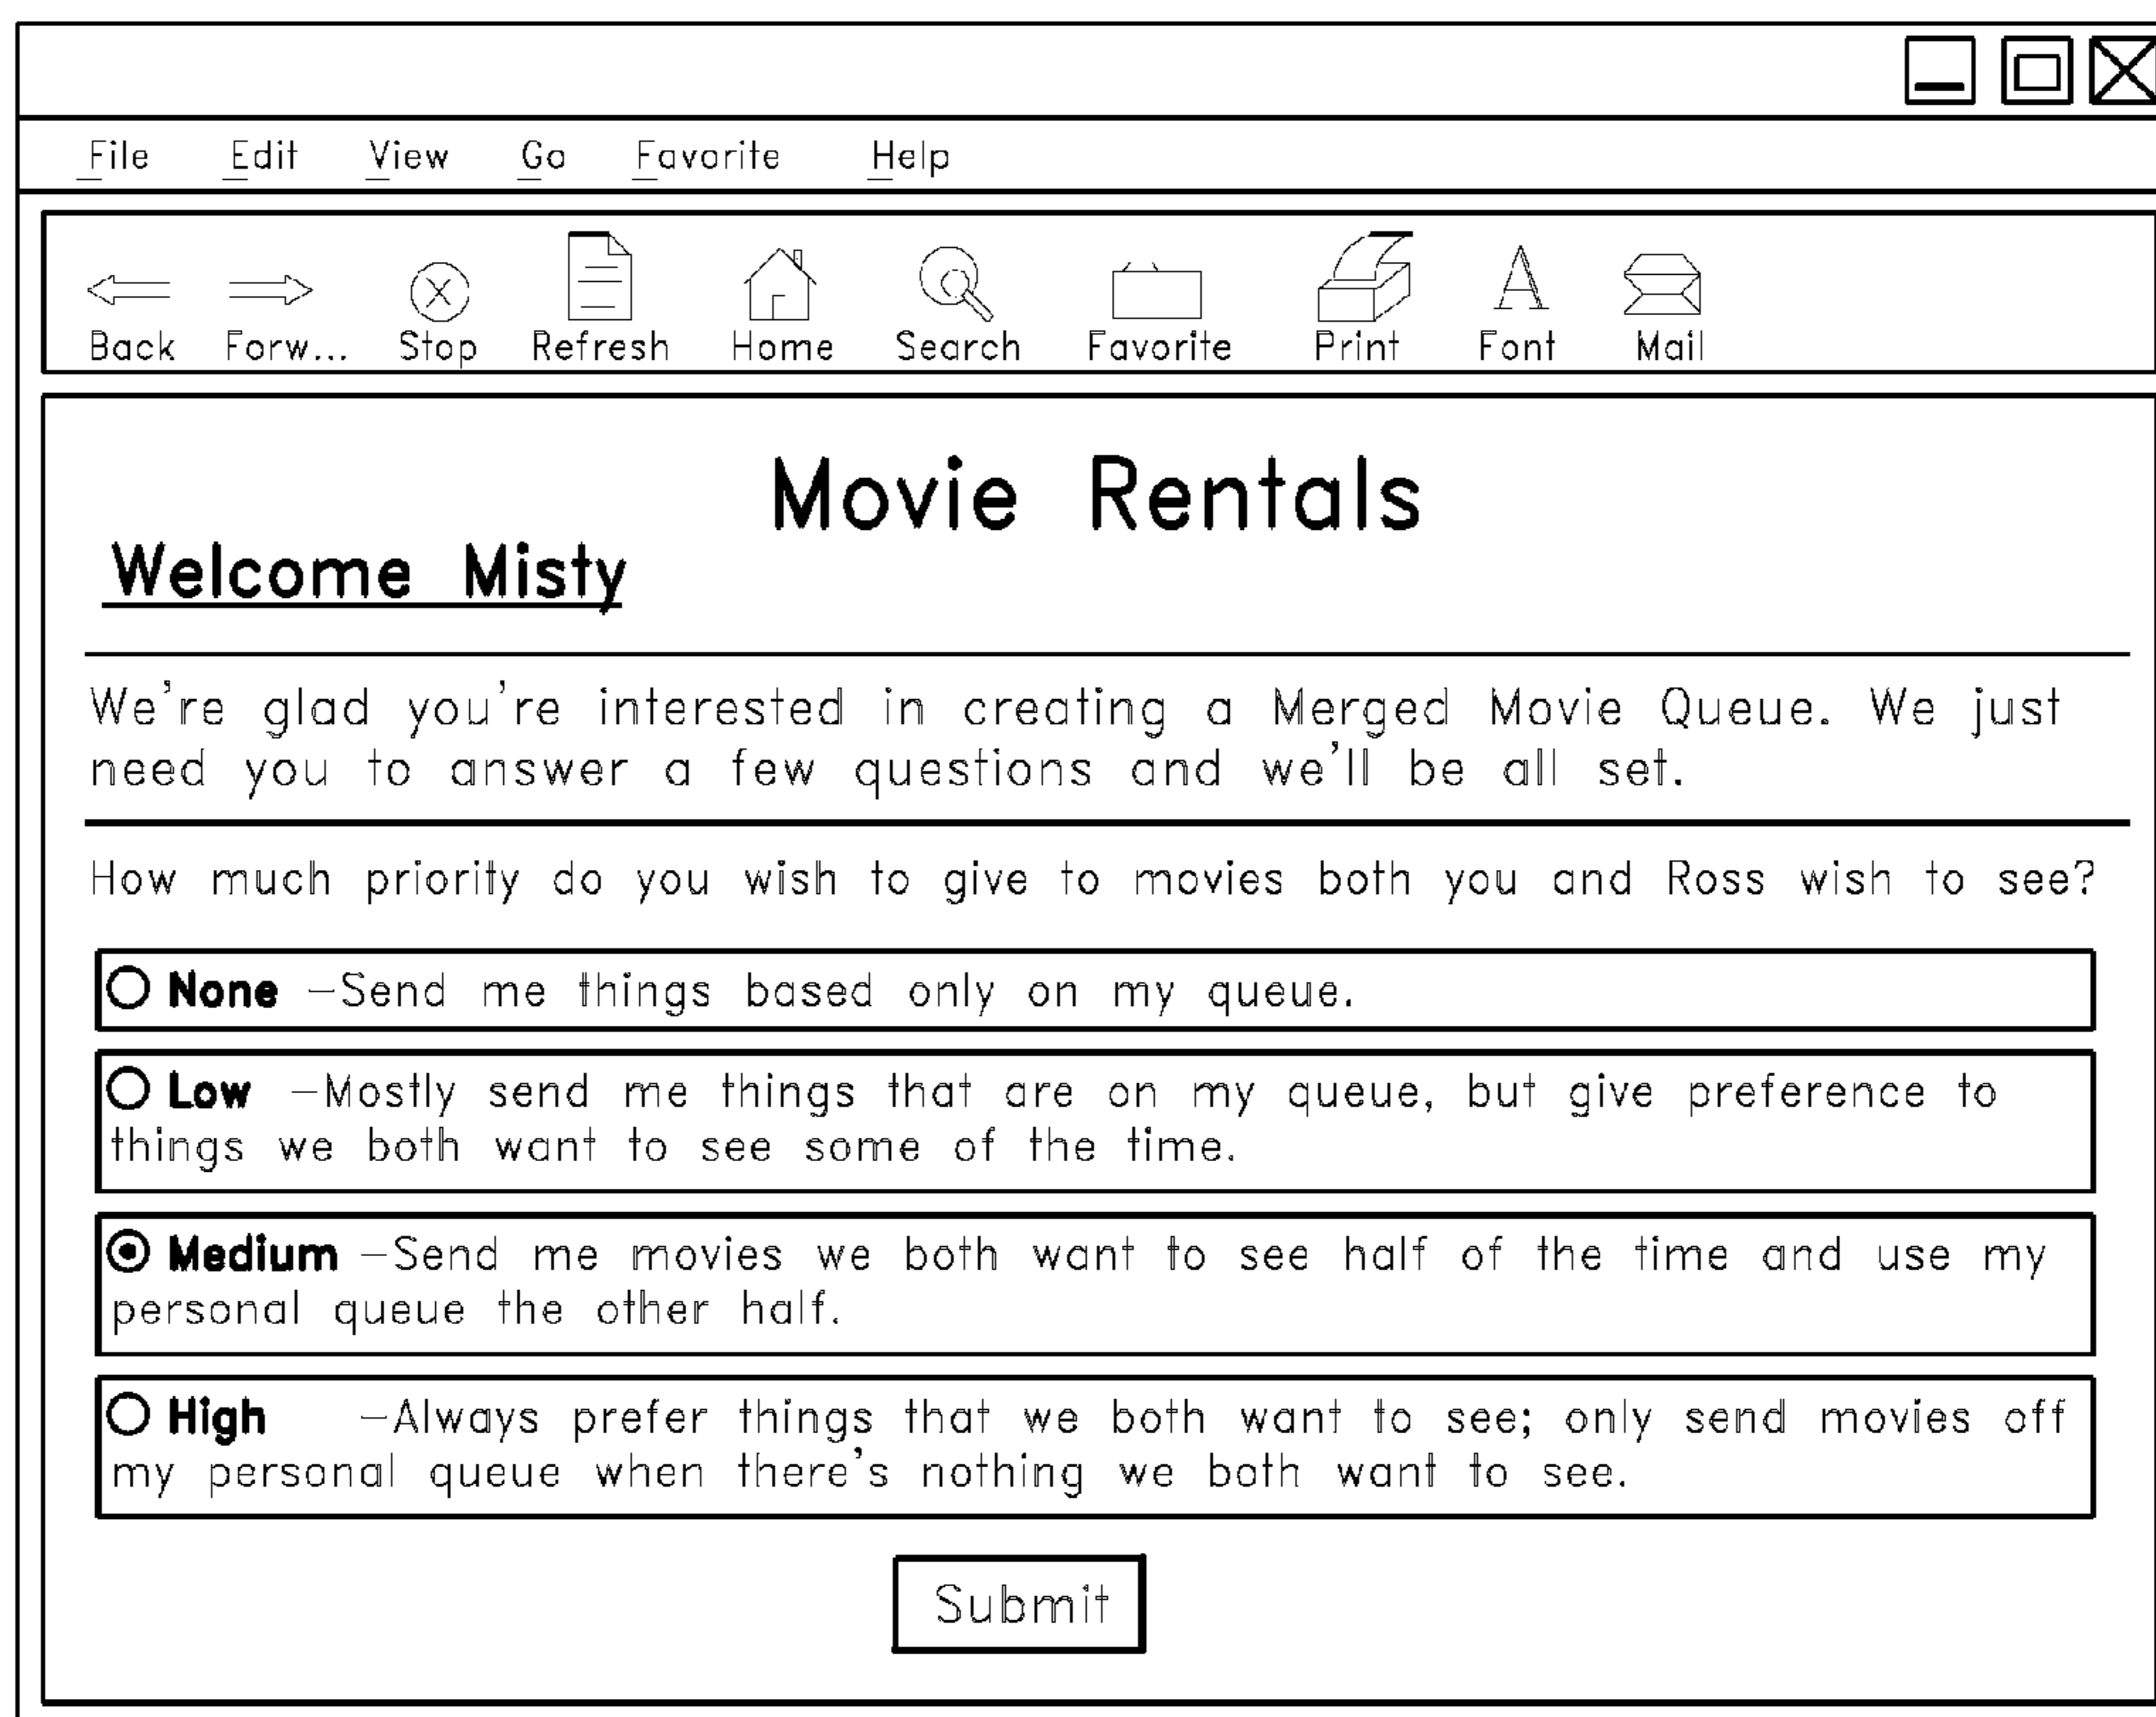 File Edit View Go Favorite Help
Back Forw... Stop Refresh Home Search Favorite Print Font Mail
Movie Rentals
Welcome Misty
We're glad you're interested in creating a Merged Movie Queue. We just
need you to answer a few questions and we'll be all set.
How much priority do you wish to give to movies both you and Ross wish to see?
None -Send me things based only on my queue.
Low -Mostly send me things that are on my queue, but give preference to
things we both want to see some of the time.
Medium -Send me movies we both want to see half of the time and use my
personal queue the other half.
High -Always prefer things that we both want to see; only send movies off
my personal queue when there's nothing we both want to see.
Submit